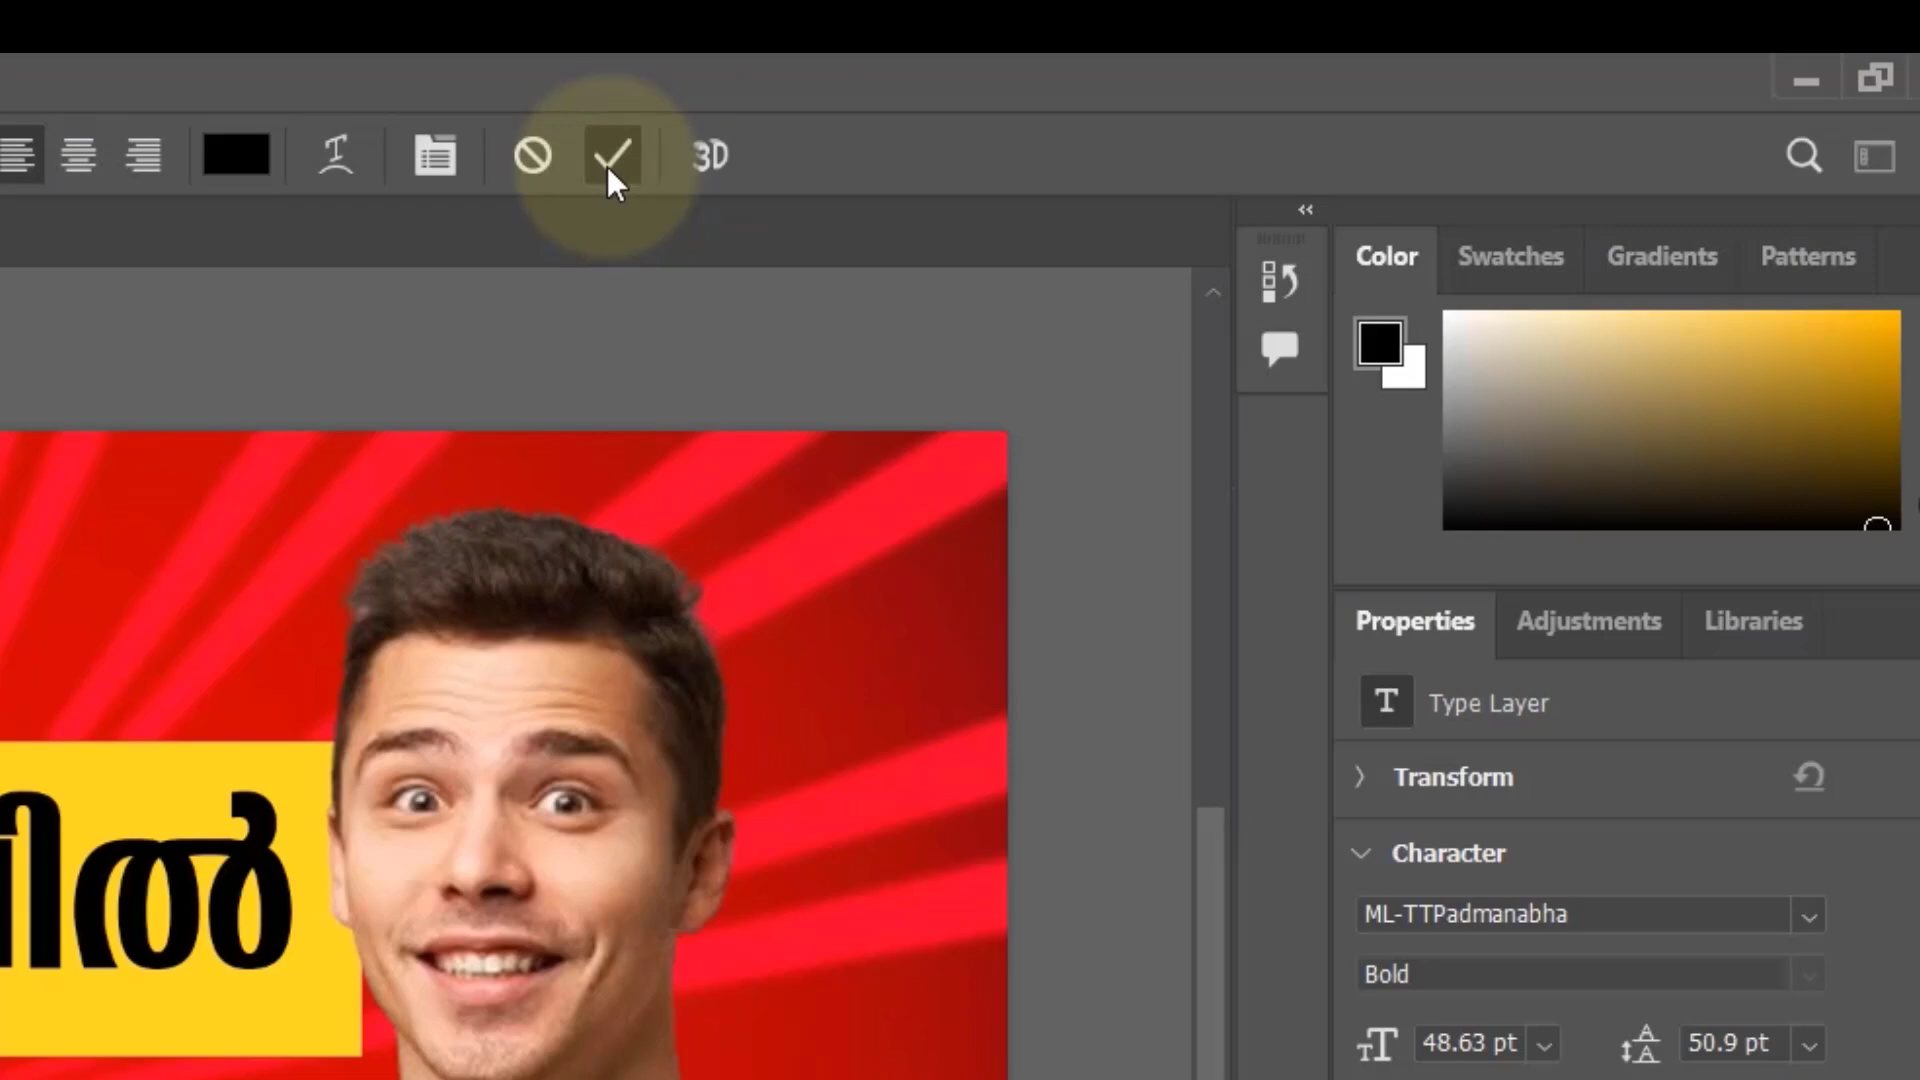 3D
Color Swatches Gradients Patterns
Properties Adjustments Libraries
T Type Layer
Transform
Character
ML-TTPadmanabha
Bold
48.63 pt 50.9 pt
ിൽ